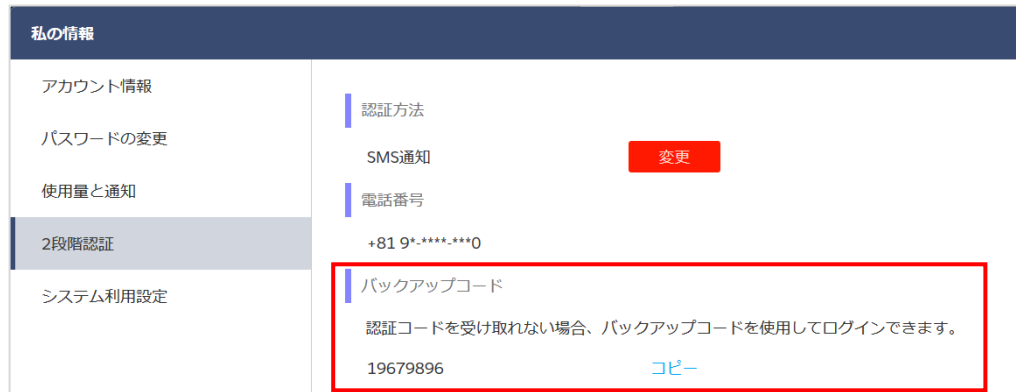 私の情報
アカウント情報
パスワードの変更
使用量と通知
2段階認証
システム利用設定
認証方法
SMS通知 変更
電話番号
+81 9*-****-***0
バックアップコード
認証コードを受け取れない場合、バックアップコードを使用してログインできます。
19679896 コピー